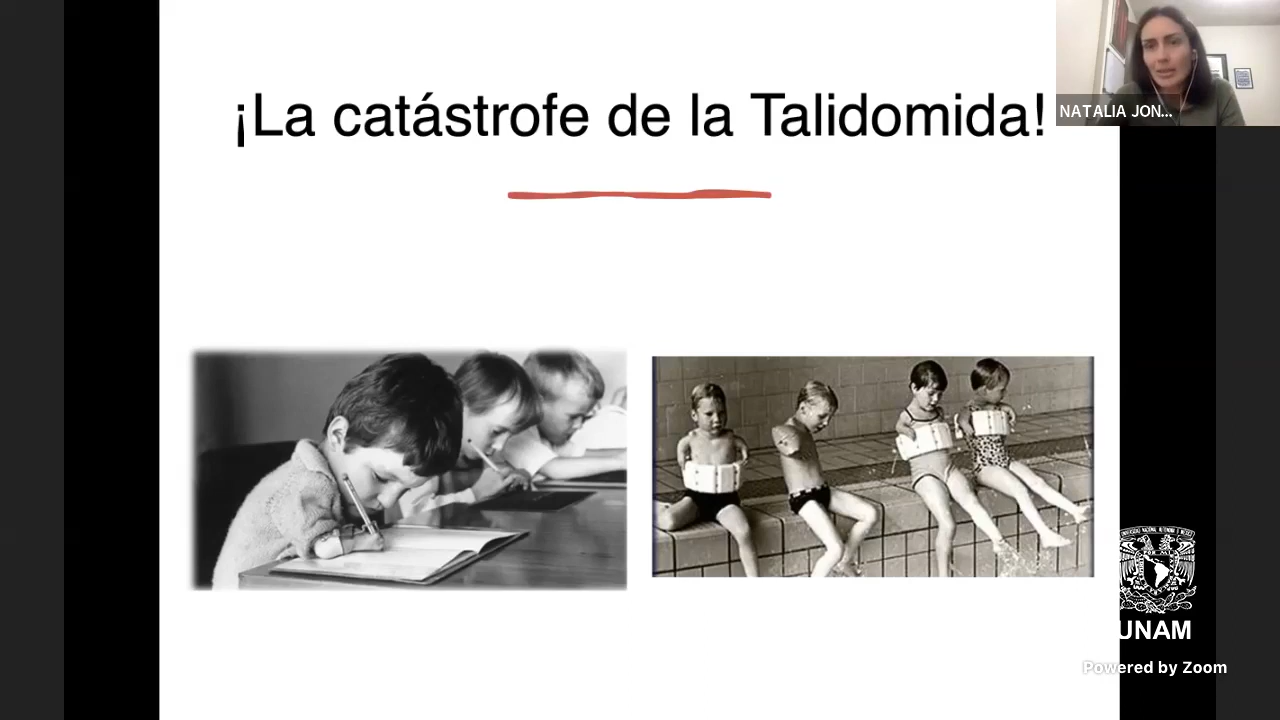 ¡La catástrofe de la Talidomida!
NATALIA JON...
UNAM
Powered by Zoom